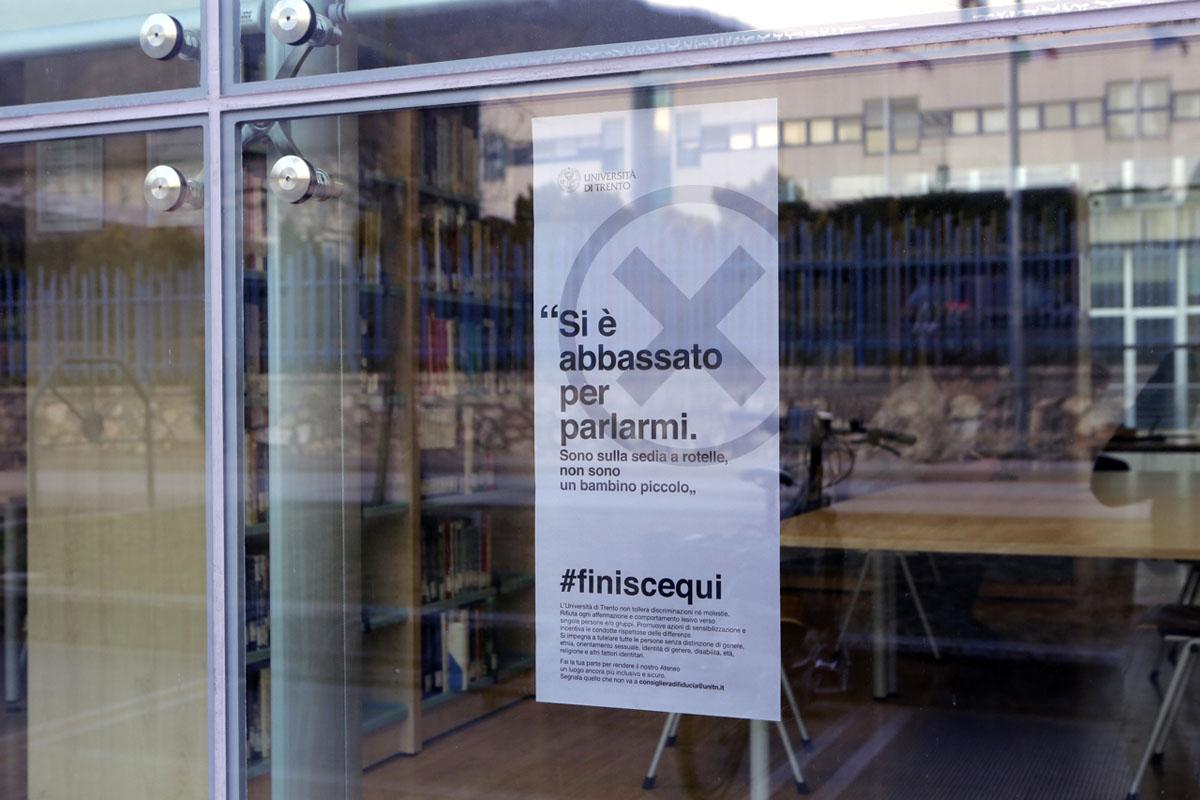 UNIVERSITÀ
DI TRENTO
“Si è
abbassato
per
parlarmi.
Sono sulla sedia a rotelle,
non sono
un bambino piccolo„
#finiscequi
L'Università di Trento non tollera discriminazioni né molestie.
Rifiuta ogni affermazione e comportamento lesivo verso
singole persone e/o gruppi. Promuove azioni di sensibilizzazione e
incentiva le condotte rispettose delle differenze.
Si impegna a tutelare tutte le persone senza distinzione di genere,
etnia, orientamento sessuale, identità di genere, disabilità, età,
religione e altri fattori identitari.
Fai la tua parte per rendere il nostro Ateneo
un luogo ancora più inclusivo e sicuro.
Segnala quello che non va a consiglieradifiducia@unitn.it